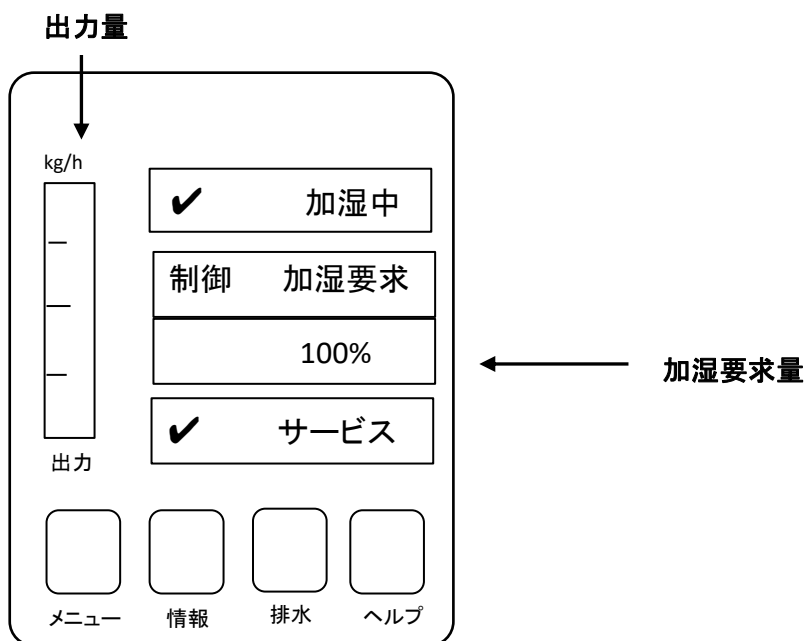 出力量
kg/h
✔ 加湿中
制御 加湿要求
100%
加湿要求量
✔ サービス
出力
メニュー 情報 排水 ヘルプ